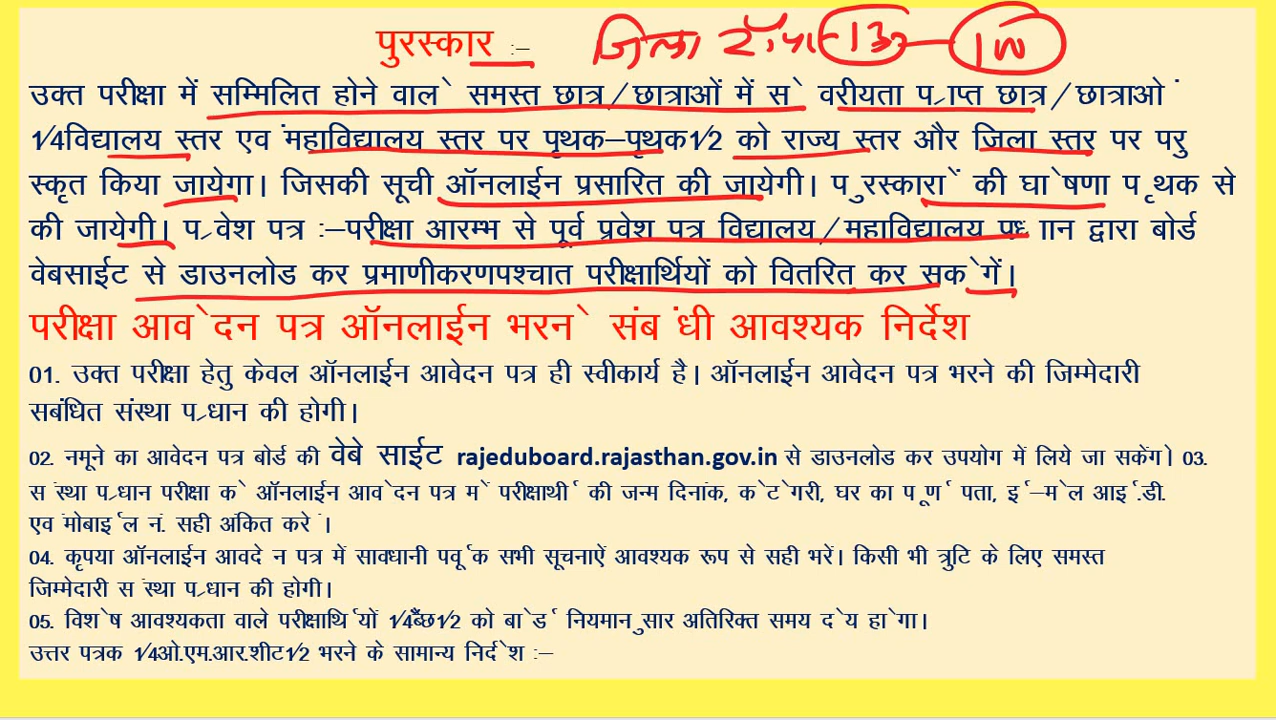 पुरस्कार :– जिला टॉपर 133 – 100
उक्त परीक्षा में सम्मिलित होने वाले समस्त छात्र/छात्राओं में से वरीयता प्राप्त छात्र/छात्राओं
1⁄4विद्यालय स्तर एवं महाविद्यालय स्तर पर पृथक–पृथक1⁄2 को राज्य स्तर और जिला स्तर पर पुर
स्कृत किया जायेगा। जिसकी सूची ऑनलाईन प्रसारित की जायेगी। पुरस्कारों की घोषणा पृथक से
की जायेगी। प्रवेश पत्र :–परीक्षा आरम्भ से पूर्व प्रवेश पत्र विद्यालय/महाविद्यालय प्रधान द्वारा बोर्ड
वेबसाईट से डाउनलोड कर प्रमाणीकरणपश्चात परीक्षार्थियों को वितरित कर सकेगें।
परीक्षा आवेदन पत्र ऑनलाईन भरने संबंधी आवश्यक निर्देश
01. उक्त परीक्षा हेतु केवल ऑनलाईन आवेदन पत्र ही स्वीकार्य है। ऑनलाईन आवेदन पत्र भरने की जिम्मेदारी
सबंधित संस्था प्रधान की होगी।
02. नमूने का आवेदन पत्र बोर्ड की वेबे साईट rajeduboard.rajasthan.gov.in से डाउनलोड कर उपयोग में लिये जा सकेंग। 03.
संस्था प्रधान परीक्षा के ऑनलाईन आवेदन पत्र में परीक्षार्थी की जन्म दिनांक, केटेगरी, घर का पूर्ण पता, ई–मेल आई.डी.
एवं मोबाईल नं. सही अंकित करें।
04. कृपया ऑनलाईन आवदे न पत्र में सावधानी पवूर्क सभी सूचनाऐं आवश्यक रूप से सही भरें। किसी भी त्रुटि के लिए समस्त
जिम्मेदारी संस्था प्रधान की होगी।
05. विशेष आवश्यकता वाले परीक्षार्थियों को बोर्ड नियमानुसार अतिरिक्त समय देय होगा।
उत्तर पत्रक 1⁄4ओ.एम.आर.शीट1⁄2 भरने के सामान्य निर्देश :–